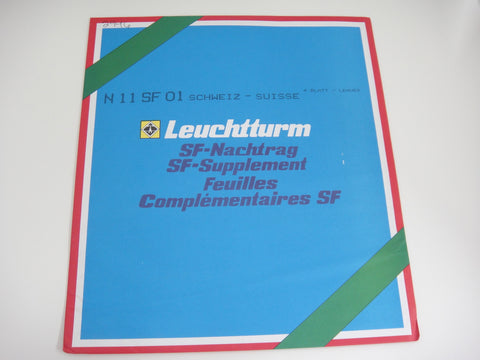 N 11 SF 01 SCHWEIZ - SUISSE
Leuchtturm
SF-Nachtrag
SF-Supplement
Feuilles
Complémentaires SF